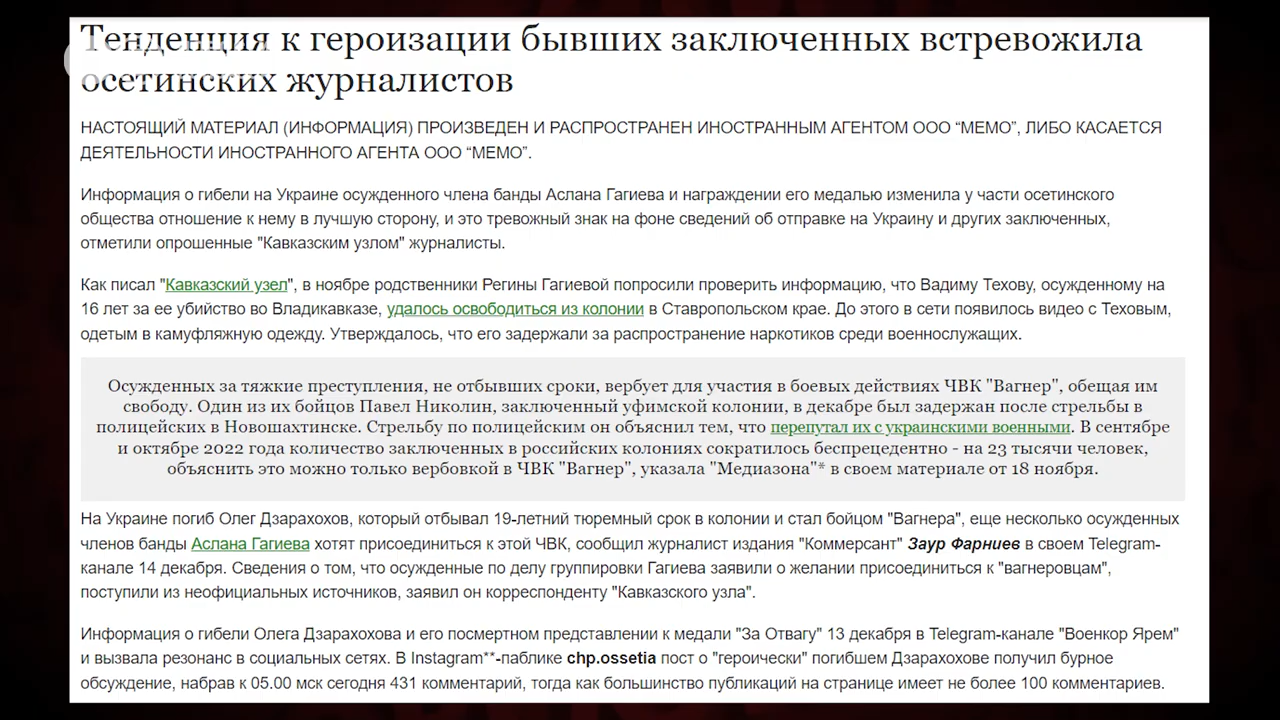 Тенденция к героизации бывших заключенных встревожила
осетинских журналистов
НАСТОЯЩИЙ МАТЕРИАЛ (ИНФОРМАЦИЯ) ПРОИЗВЕДЕН И РАСПРОСТРАНЕН ИНОСТРАННЫМ АГЕНТОМ ООО “МЕМО”, ЛИБО КАСАЕТСЯ
ДЕЯТЕЛЬНОСТИ ИНОСТРАННОГО АГЕНТА ООО “МЕМО”.
Информация о гибели на Украине осужденного члена банды Аслана Гагиева и награждении его медалью изменила у части осетинского
общества отношение к нему в лучшую сторону, и это тревожный знак на фоне сведений об отправке на Украину и других заключенных,
отметили опрошенные "Кавказским узлом" журналисты.
Как писал "Кавказский узел", в ноябре родственники Регины Гагиевой попросили проверить информацию, что Вадиму Техову, осужденному на
16 лет за ее убийство во Владикавказе, удалось освободиться из колонии в Ставропольском крае. До этого в сети появилось видео с Теховым,
одетым в камуфляжную одежду. Утверждалось, что его задержали за распространение наркотиков среди военнослужащих.
Осужденных за тяжкие преступления, не отбывших сроки, вербует для участия в боевых действиях ЧВК "Вагнер", обещая им
свободу. Один из их бойцов Павел Николин, заключенный уфимской колонии, в декабре был задержан после стрельбы в
полицейских в Новошахтинске. Стрельбу по полицейским он объяснил тем, что перепутал их с украинскими военными. В сентябре
и октябре 2022 года количество заключенных в российских колониях сократилось беспрецедентно - на 23 тысячи человек,
объяснить это можно только вербовкой в ЧВК "Вагнер", указала "Медиазона"* в своем материале от 18 ноября.
На Украине погиб Олег Дзарахохов, который отбывал 19-летний тюремный срок в колонии и стал бойцом "Вагнера", еще несколько осужденных
членов банды Аслана Гагиева хотят присоединиться к этой ЧВК, сообщил журналист издания "Коммерсант" Заур Фарниев в своем Telegram-
канале 14 декабря. Сведения о том, что осужденные по делу группировки Гагиева заявили о желании присоединиться к "вагнеровцам",
поступили из неофициальных источников, заявил он корреспонденту "Кавказского узла".
Информация о гибели Олега Дзарахохова и его посмертном представлении к медали "За Отвагу" 13 декабря в Telegram-канале "Военкор Ярем"
и вызвала резонанс в социальных сетях. В Instagram**-паблике chp.ossetia пост о "героически" погибшем Дзарахохове получил бурное
обсуждение, набрав к 05.00 мск сегодня 431 комментарий, тогда как большинство публикаций на странице имеет не более 100 комментариев.